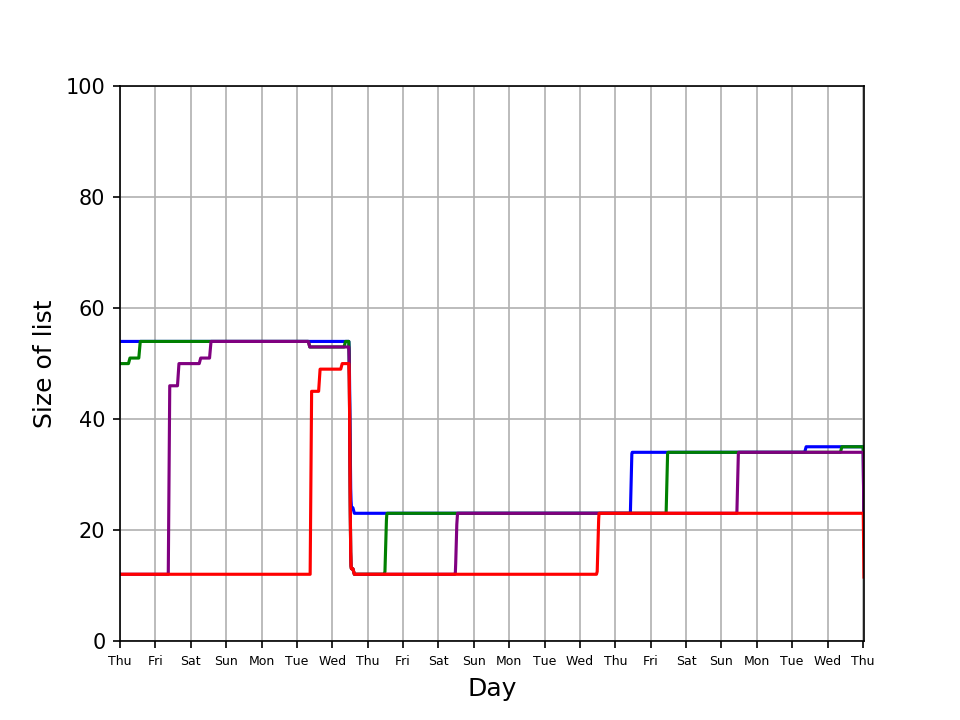 Size of list
100
80
60
40
20
0
Thu Fri Sat Sun Mon Tue Wed Thu Fri Sat Sun Mon Tue Wed Thu Fri Sat Sun Mon Tue Wed Thu
Day